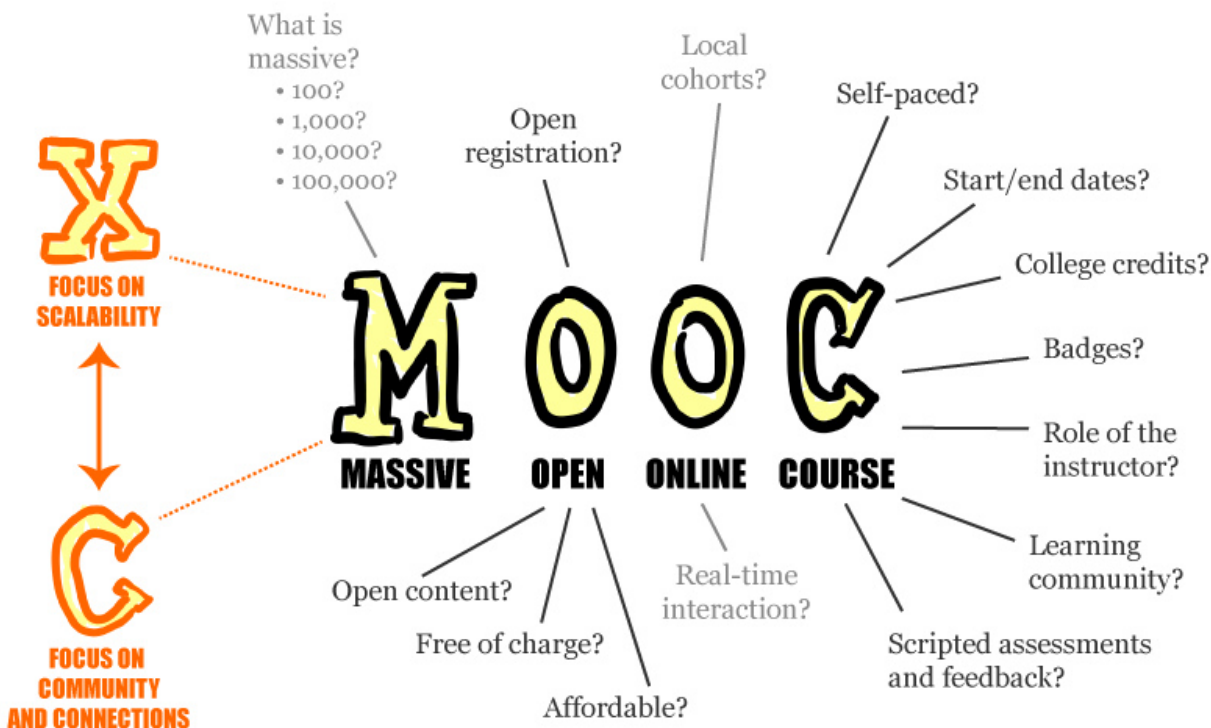 What is
massive?
• 100?
• 1,000?
• 10,000?
• 100,000?
Open
registration?
Local
cohorts?
Self-paced?
Start/end dates?
College credits?
Badges?
Role of the
instructor?
Learning
community?
Scripted assessments
and feedback?
X
FOCUS ON
SCALABILITY
C
FOCUS ON
COMMUNITY
AND CONNECTIONS
MOOC
MASSIVE OPEN ONLINE COURSE
Open content?
Free of charge?
Affordable?
Real-time
interaction?